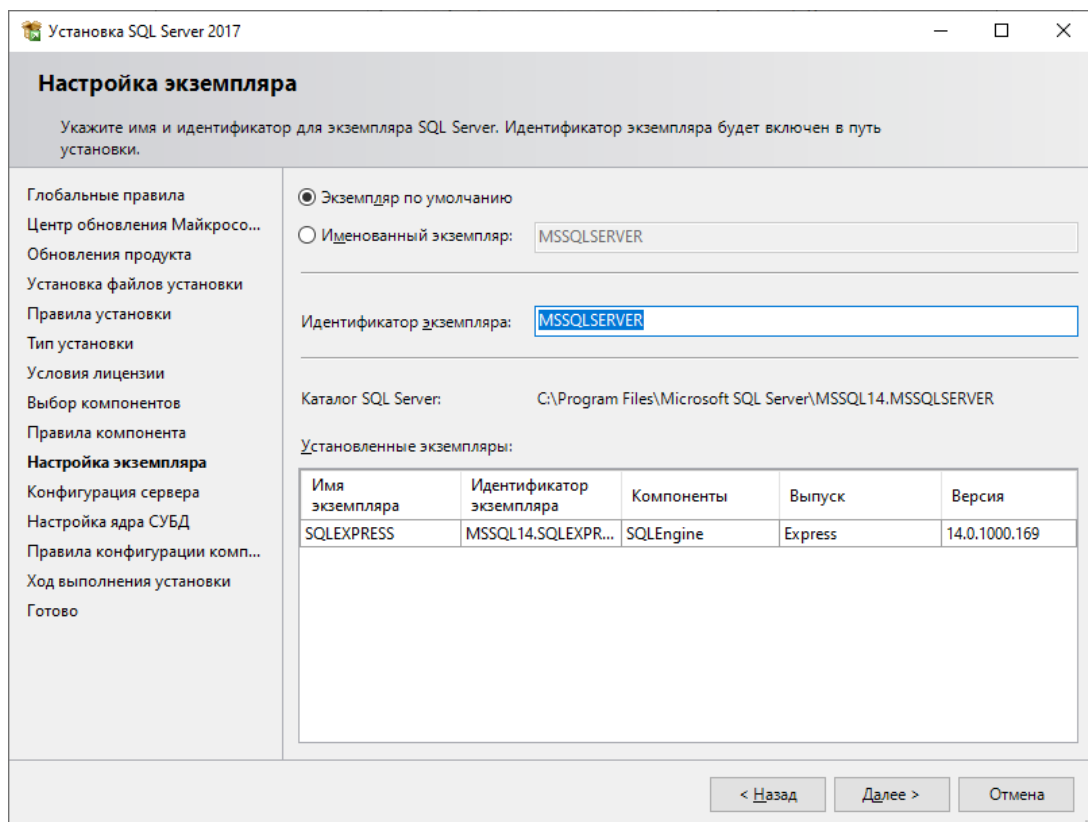 Установка SQL Server 2017
Настройка экземпляра
Укажите имя и идентификатор для экземпляра SQL Server. Идентификатор экземпляра будет включен в путь
установки.
Глобальные правила
Центр обновления Майкросо...
Обновления продукта
Установка файлов установки
Правила установки
Тип установки
Условия лицензии
Выбор компонентов
Правила компонента
Настройка экземпляра
Конфигурация сервера
Настройка ядра СУБД
Правила конфигурации комп...
Ход выполнения установки
Готово
Экземпляр по умолчанию
Именованный экземпляр: MSSQLSERVER
Идентификатор экземпляра: MSSQLSERVER
Каталог SQL Server: C:\Program Files\Microsoft SQL Server\MSSQL14.MSSQLSERVER
Установленные экземпляры:
Имя экземпляра Идентификатор экземпляра Компоненты Выпуск Версия
SQLEXPRESS MSSQL14.SQLEXPR... SQLEngine Express 14.0.1000.169
< Назад Далее > Отмена